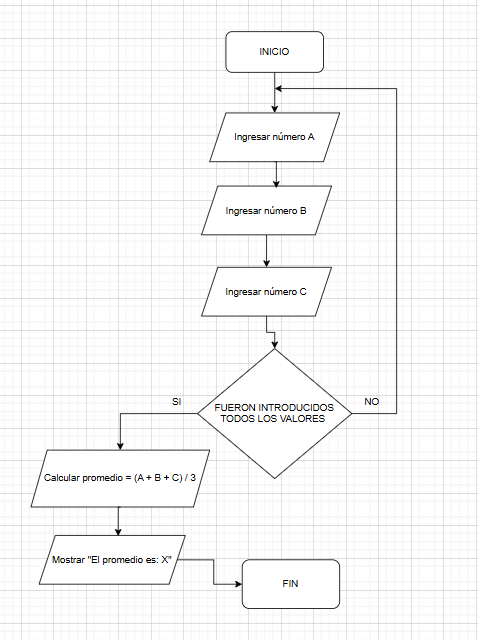 INICIO
Ingresar número A
Ingresar número B
Ingresar número C
SI
FUERON INTRODUCIDOS
TODOS LOS VALORES
NO
Calcular promedio = (A + B + C) / 3
Mostrar "El promedio es: X"
FIN